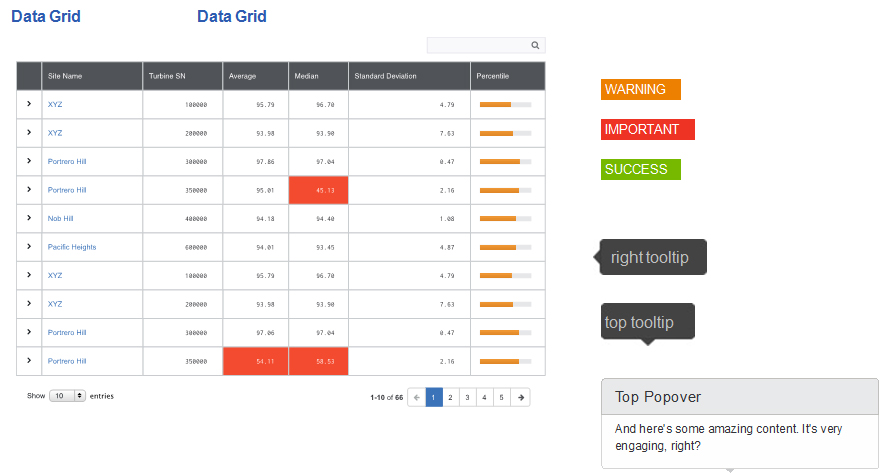 Data Grid Data Grid
Site Name Turbine SN Average Median Standard Deviation Percentile
XYZ 100000 95.79 96.70 4.79
XYZ 200000 93.98 93.90 7.63
Portrero Hill 300000 97.86 97.04 0.47
Portrero Hill 350000 95.01 45.13 2.16
Nob Hill 400000 94.18 94.40 1.08
Pacific Heights 600000 94.01 93.45 4.87
XYZ 100000 95.79 96.70 4.79
XYZ 200000 93.98 93.90 7.63
Portrero Hill 300000 97.06 97.04 0.47
Portrero Hill 350000 54.11 58.53 2.16
Show 10 entries
1-10 of 66 1 2 3 4 5
WARNING
IMPORTANT
SUCCESS
right tooltip
top tooltip
Top Popover
And here's some amazing content. It's very
engaging, right?